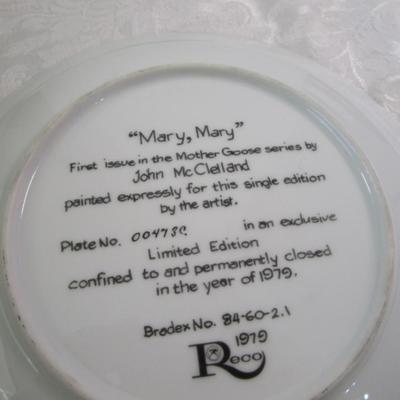 "Mary, Mary"
First issue in the Mother Goose series by
John McClelland
painted expressly for this single edition
by the artist.
Plate No. in an exclusive
Limited Edition
confined to and permanently closed
in the year of 1979.
Bradex No. 84-60-2.1
1979
Reco